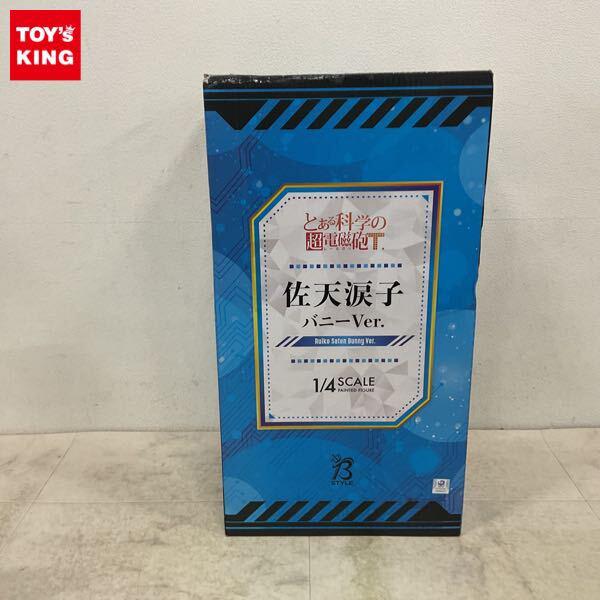 TOY's
KING
とある科学の
超電磁砲T
佐天涙子
バニーVer.
Ruiko Saten Bunny Ver.
1/4 SCALE
PAINTED FIGURE
B
STYLE